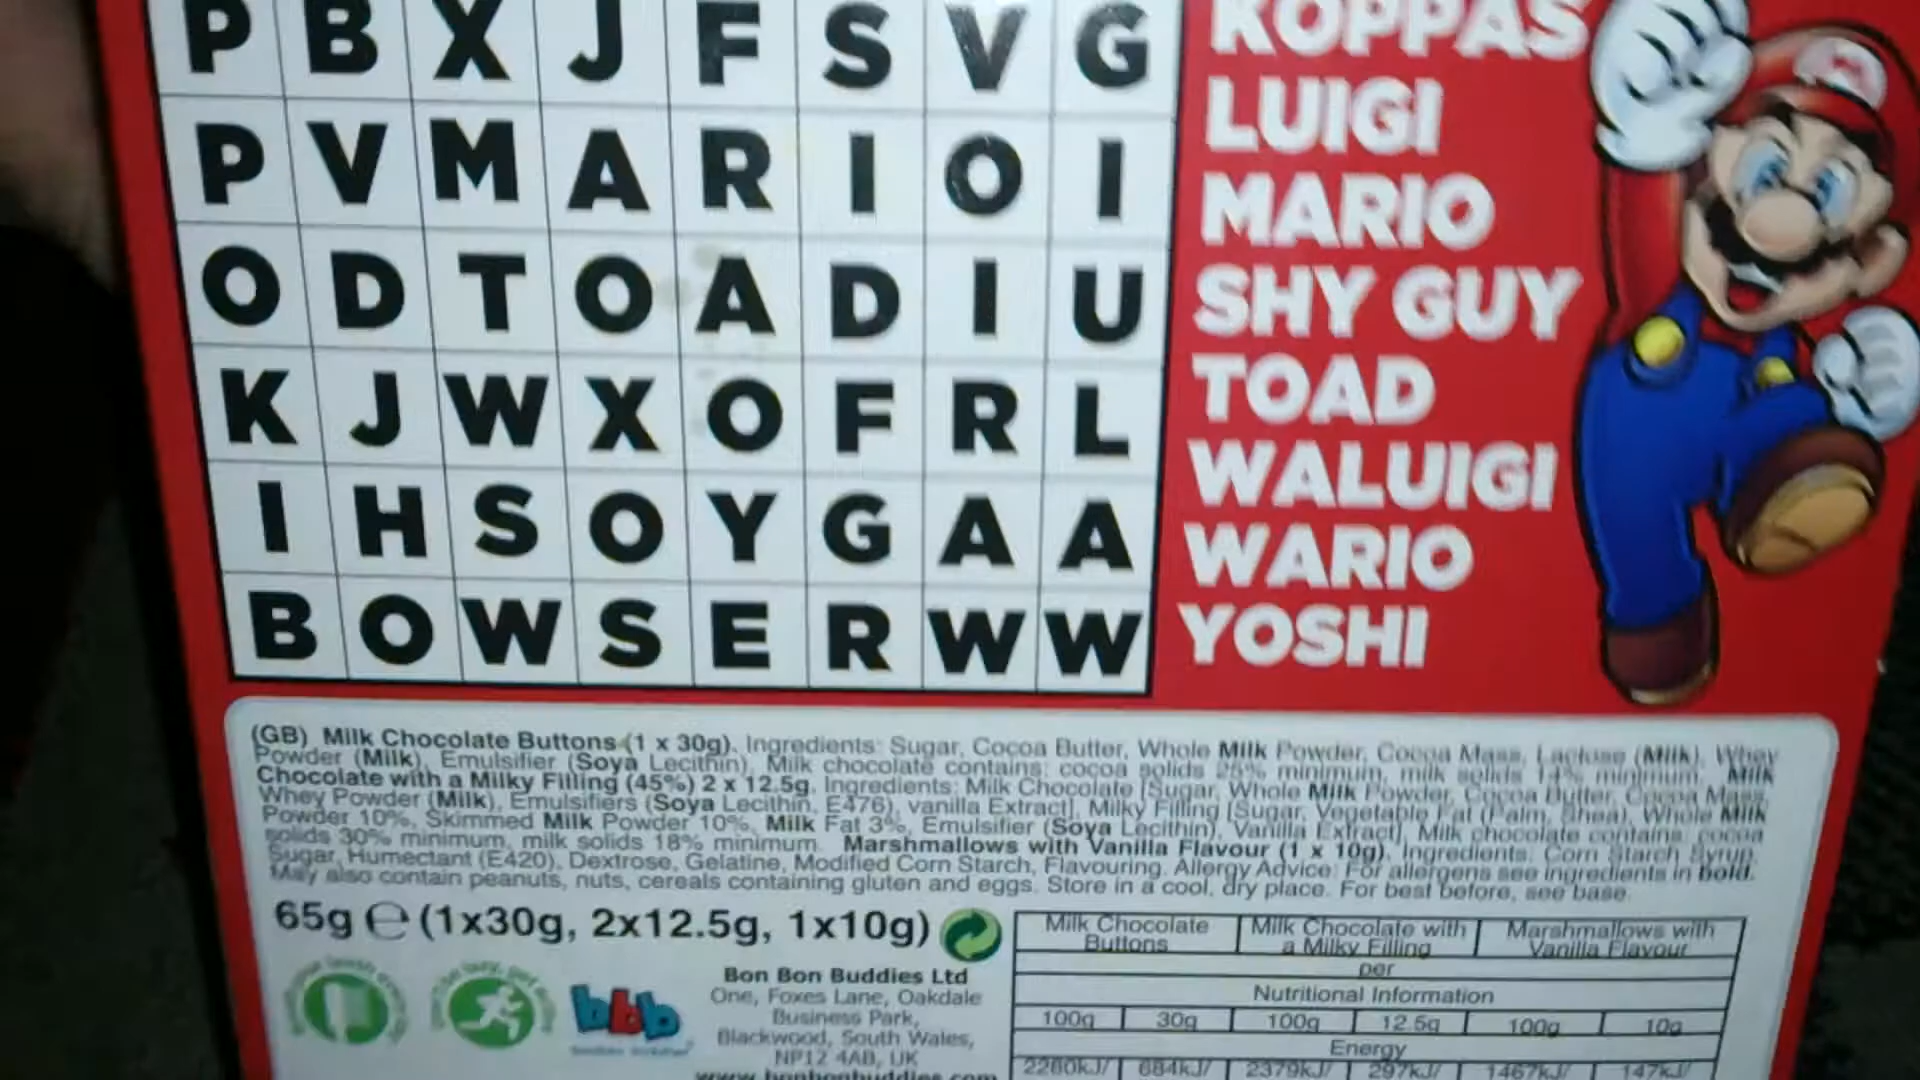 P B X J F S V G
KOPPAS
P V M A R I O I
LUIGI
MARIO
O D T O A D I U
SHY GUY
TOAD
K J W X O F R L
WALUIGI
I H S O Y G A A
WARIO
B O W S E R W W
YOSHI
(GB) Milk Chocolate Buttons (1 x 30g). Ingredients: Sugar, Cocoa Butter, Whole Milk Powder, Cocoa Mass, Lactose (Milk), Whey
Powder (Milk), Emulsifier (Soya Lecithin), Milk chocolate contains: cocoa solids 25% minimum, milk solids 14% minimum. Milk
Chocolate with a Milky Filling (45%) 2 x 12.5g. Ingredients: Milk Chocolate [Sugar, Whole Milk Powder, Cocoa Butter, Cocoa Mass,
Whey Powder (Milk), Emulsifiers (Soya Lecithin, E476), vanilla Extract], Milky Filling [Sugar, Vegetable Fat (Palm, Shea), Whole Milk
Powder 10%, Skimmed Milk Powder 10%, Milk Fat 3%, Emulsifier (Soya Lecithin), Vanilla Extract], Milk chocolate contains: cocoa
solids 30% minimum, milk solids 18% minimum. Marshmallows with Vanilla Flavour (1 x 10g). Ingredients: Corn Starch Syrup,
Sugar, Humectant (E420), Dextrose, Gelatine, Modified Corn Starch, Flavouring. Allergy Advice: For allergens see ingredients in bold.
May also contain peanuts, nuts, cereals containing gluten and eggs. Store in a cool, dry place. For best before, see base.
65g e (1x30g, 2x12.5g, 1x10g)
bbb
Bon Bon Buddies Ltd
One, Foxes Lane, Oakdale
Business Park,
Blackwood, South Wales,
NP12 4AB, UK
www.bonbonbuddies.com
Milk Chocolate Buttons
Milk Chocolate with a Milky Filling
Marshmallows with Vanilla Flavour
per
Nutritional Information
100g 30g 100g 12.5g 100g 10g
Energy
2280kJ/ 684kJ/ 2379kJ/ 297kJ/ 1467kJ/ 147kJ/